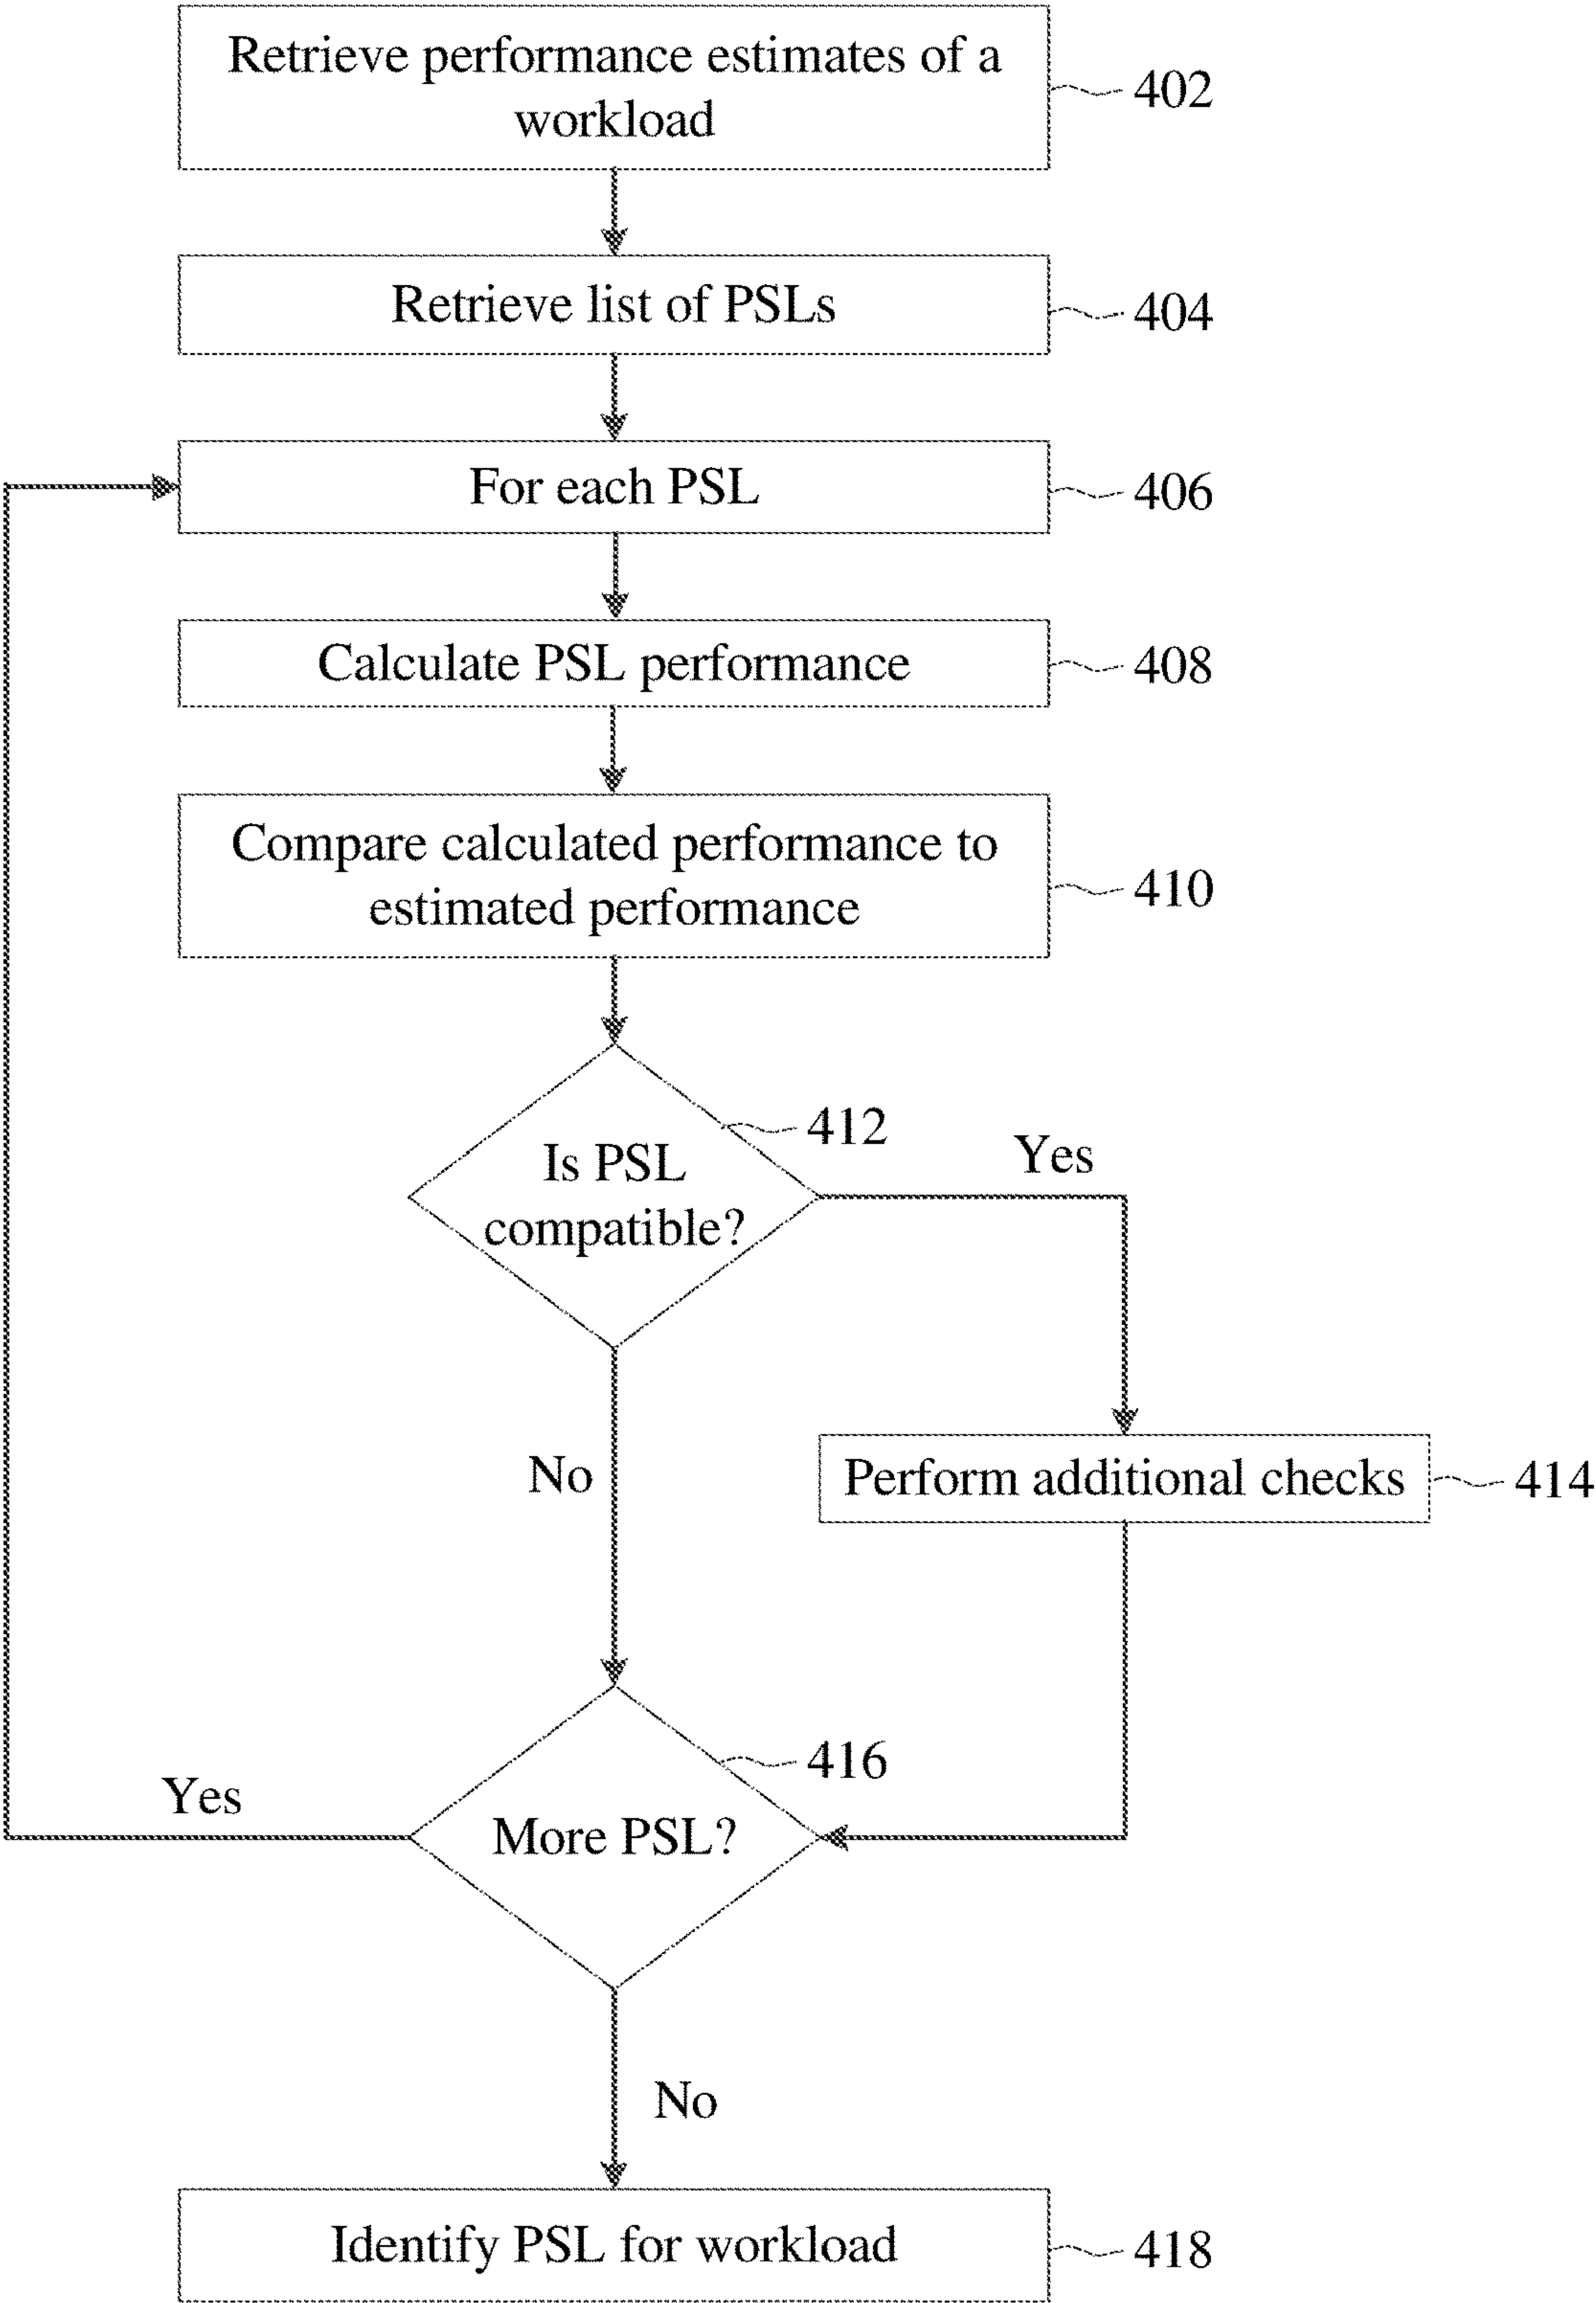 Retrieve performance estimates of a
workload
402
Retrieve list of PSLs
404
For each PSL
406
Calculate PSL performance
408
Compare calculated performance to
estimated performance
410
412
Is PSL
compatible?
Yes
No
Perform additional checks
414
416
More PSL?
Yes
No
Identify PSL for workload
418